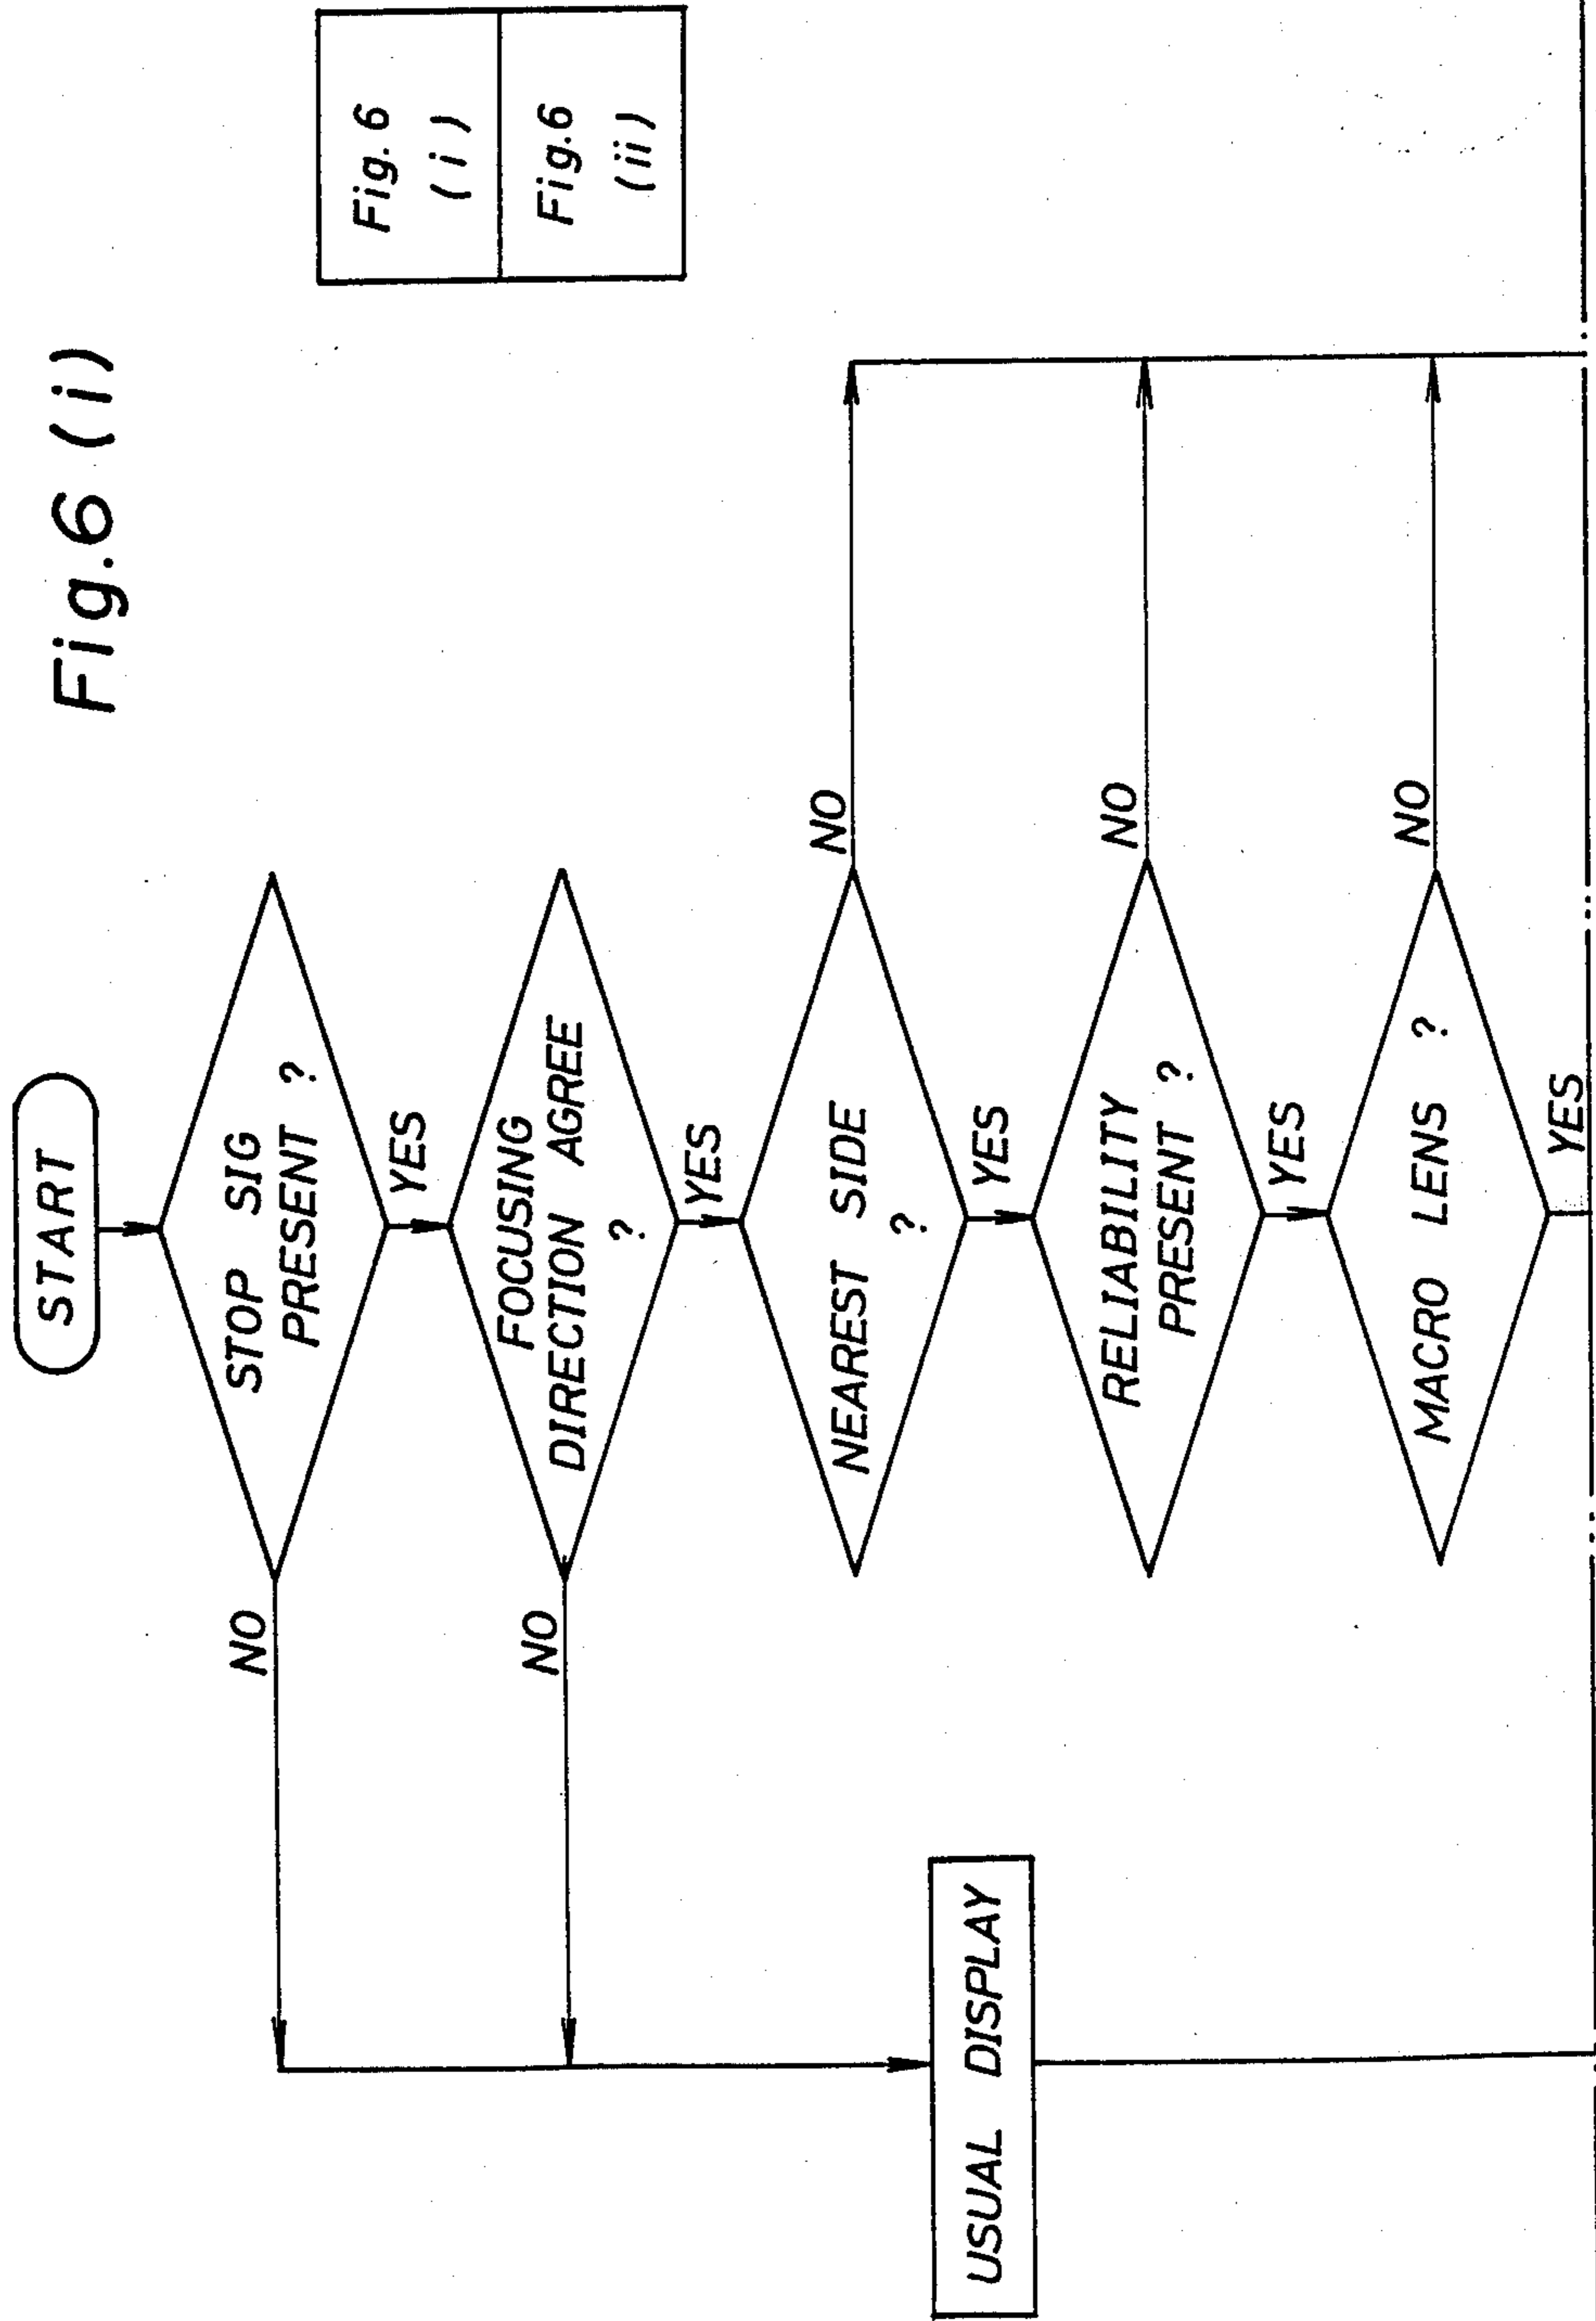 Fig.6 (i)
Fig.6
(i)
Fig.6
(ii)
START
STOP SIG
PRESENT ?
NO
YES
FOCUSING
DIRECTION AGREE
?
NO
YES
NEAREST SIDE
?
NO
YES
RELIABILITY
PRESENT ?
NO
YES
MACRO LENS ?
NO
YES
USUAL DISPLAY